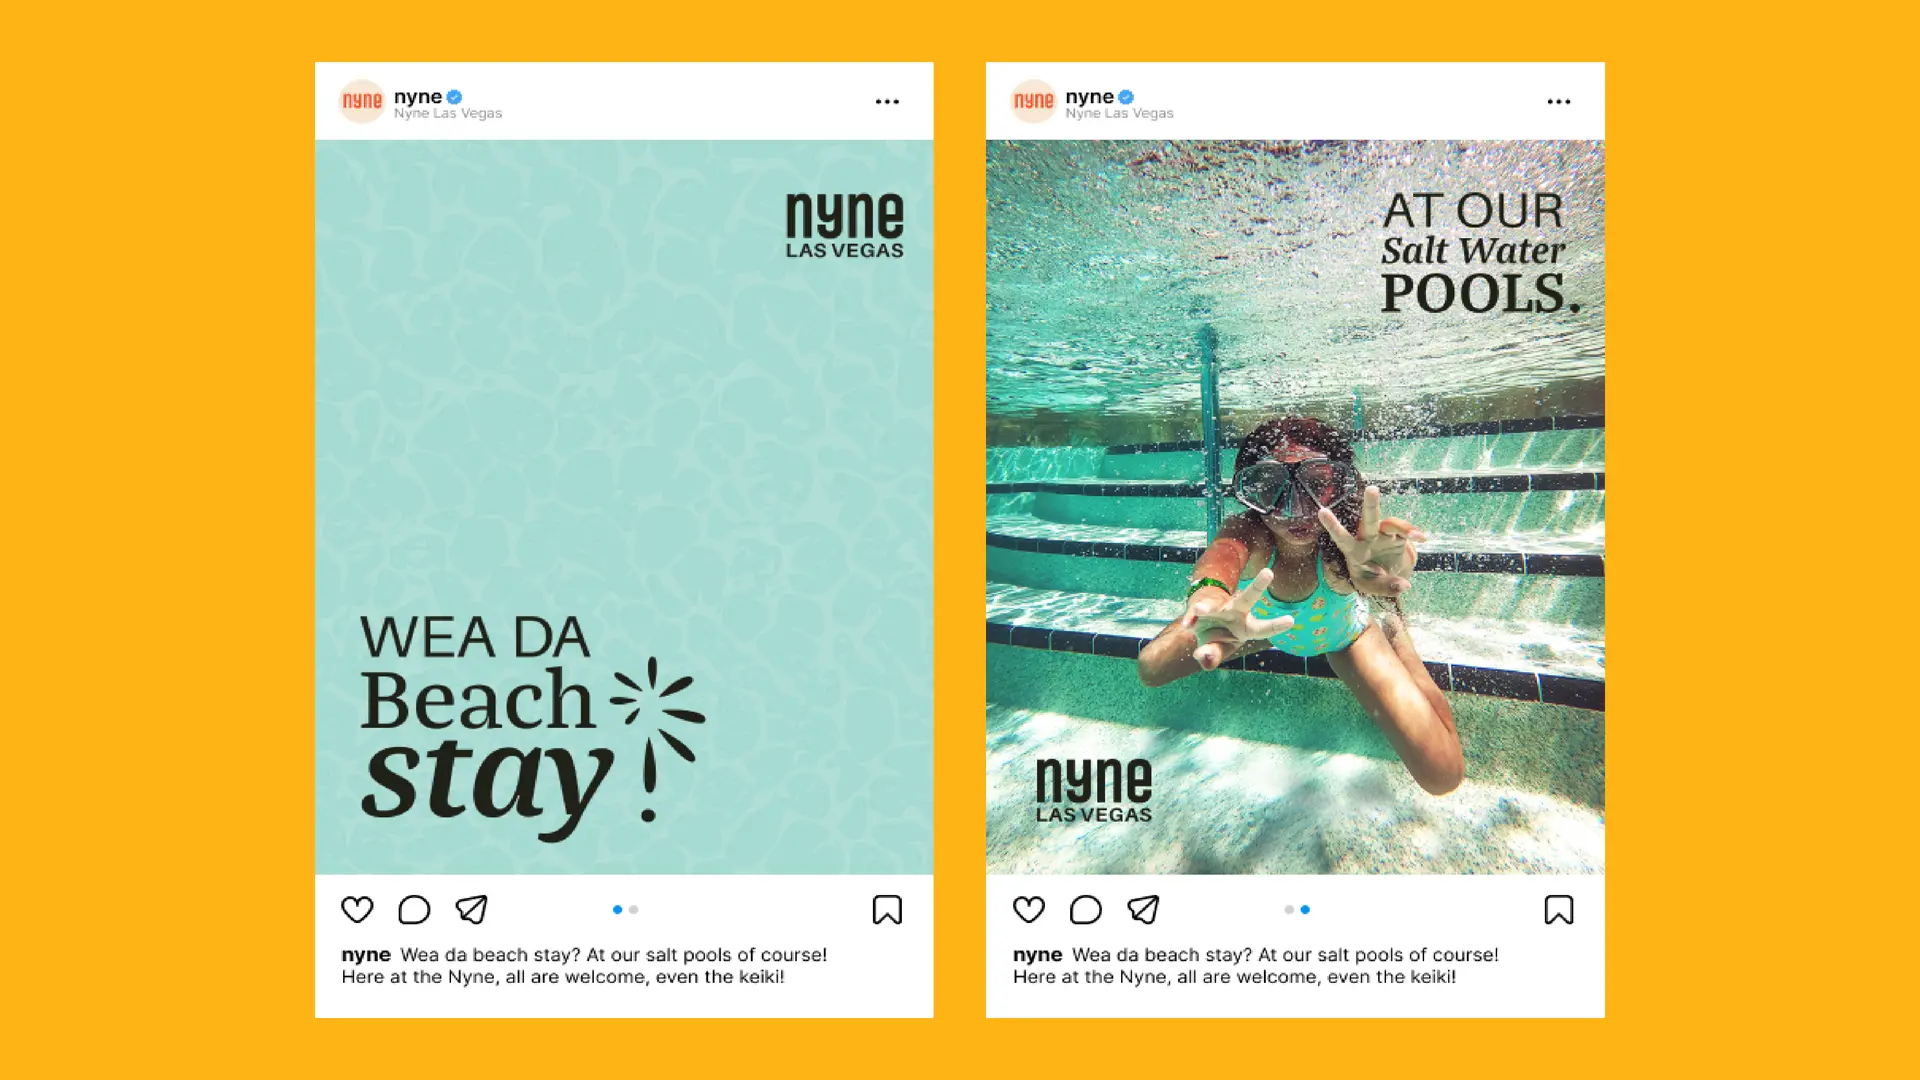 nyne
nyne
Nyne Las Vegas
nyne
LAS VEGAS
WEA DA
Beach
stay!
nyne Wea da beach stay? At our salt pools of course!
Here at the Nyne, all are welcome, even the keiki!
nyne
nyne
Nyne Las Vegas
AT OUR
Salt Water
POOLS.
nyne
LAS VEGAS
nyne Wea da beach stay? At our salt pools of course!
Here at the Nyne, all are welcome, even the keiki!